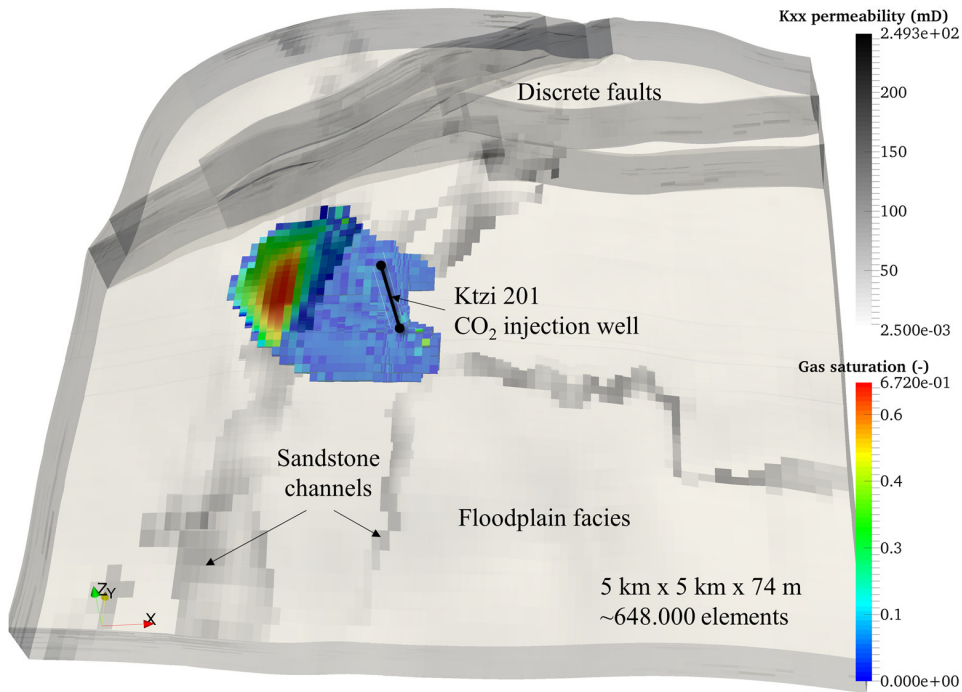 Kxx permeability (mD)
2.493e+02
200
150
100
50
2.500e-03
Discrete faults
Ktzi 201
CO₂ injection well
Gas saturation (-)
6.720e-01
0.6
0.4
0.3
0.1
0.000e+00
Sandstone
channels
Floodplain facies
5 km x 5 km x 74 m
~648.000 elements
Z
Y
X